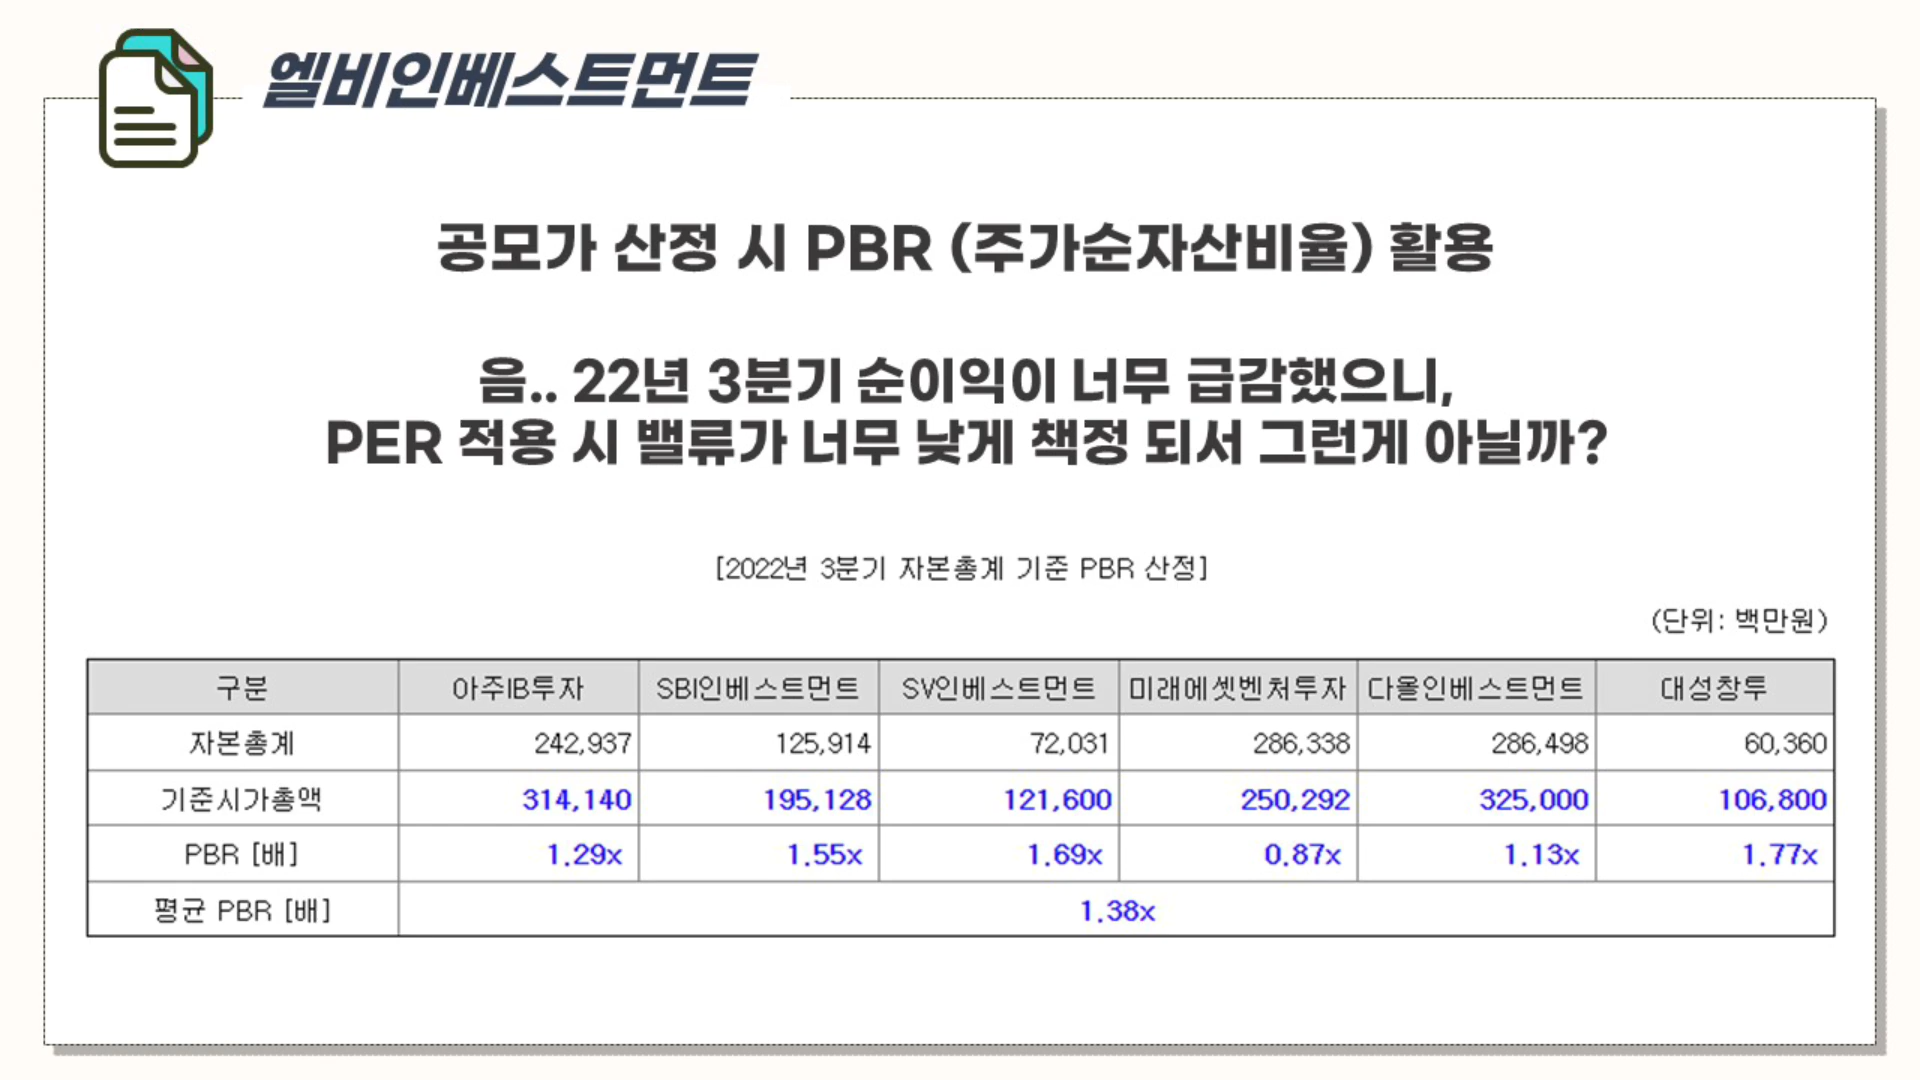 엘비인베스트먼트
공모가 산정 시 PBR (주가순자산비율) 활용
음.. 22년 3분기 순이익이 너무 급감했으니,
PER 적용 시 밸류가 너무 낮게 책정 되서 그런게 아닐까?
[2022년 3분기 자본총계 기준 PBR 산정]
(단위: 백만원)
구분 아주IB투자 SBI인베스트먼트 SV인베스트먼트 미래에셋벤처투자 다올인베스트먼트 대성창투
자본총계 242,937 125,914 72,031 286,338 286,498 60,360
기준시가총액 314,140 195,128 121,600 250,292 325,000 106,800
PBR [배] 1.29x 1.55x 1.69x 0.87x 1.13x 1.77x
평균 PBR [배] 1.38x